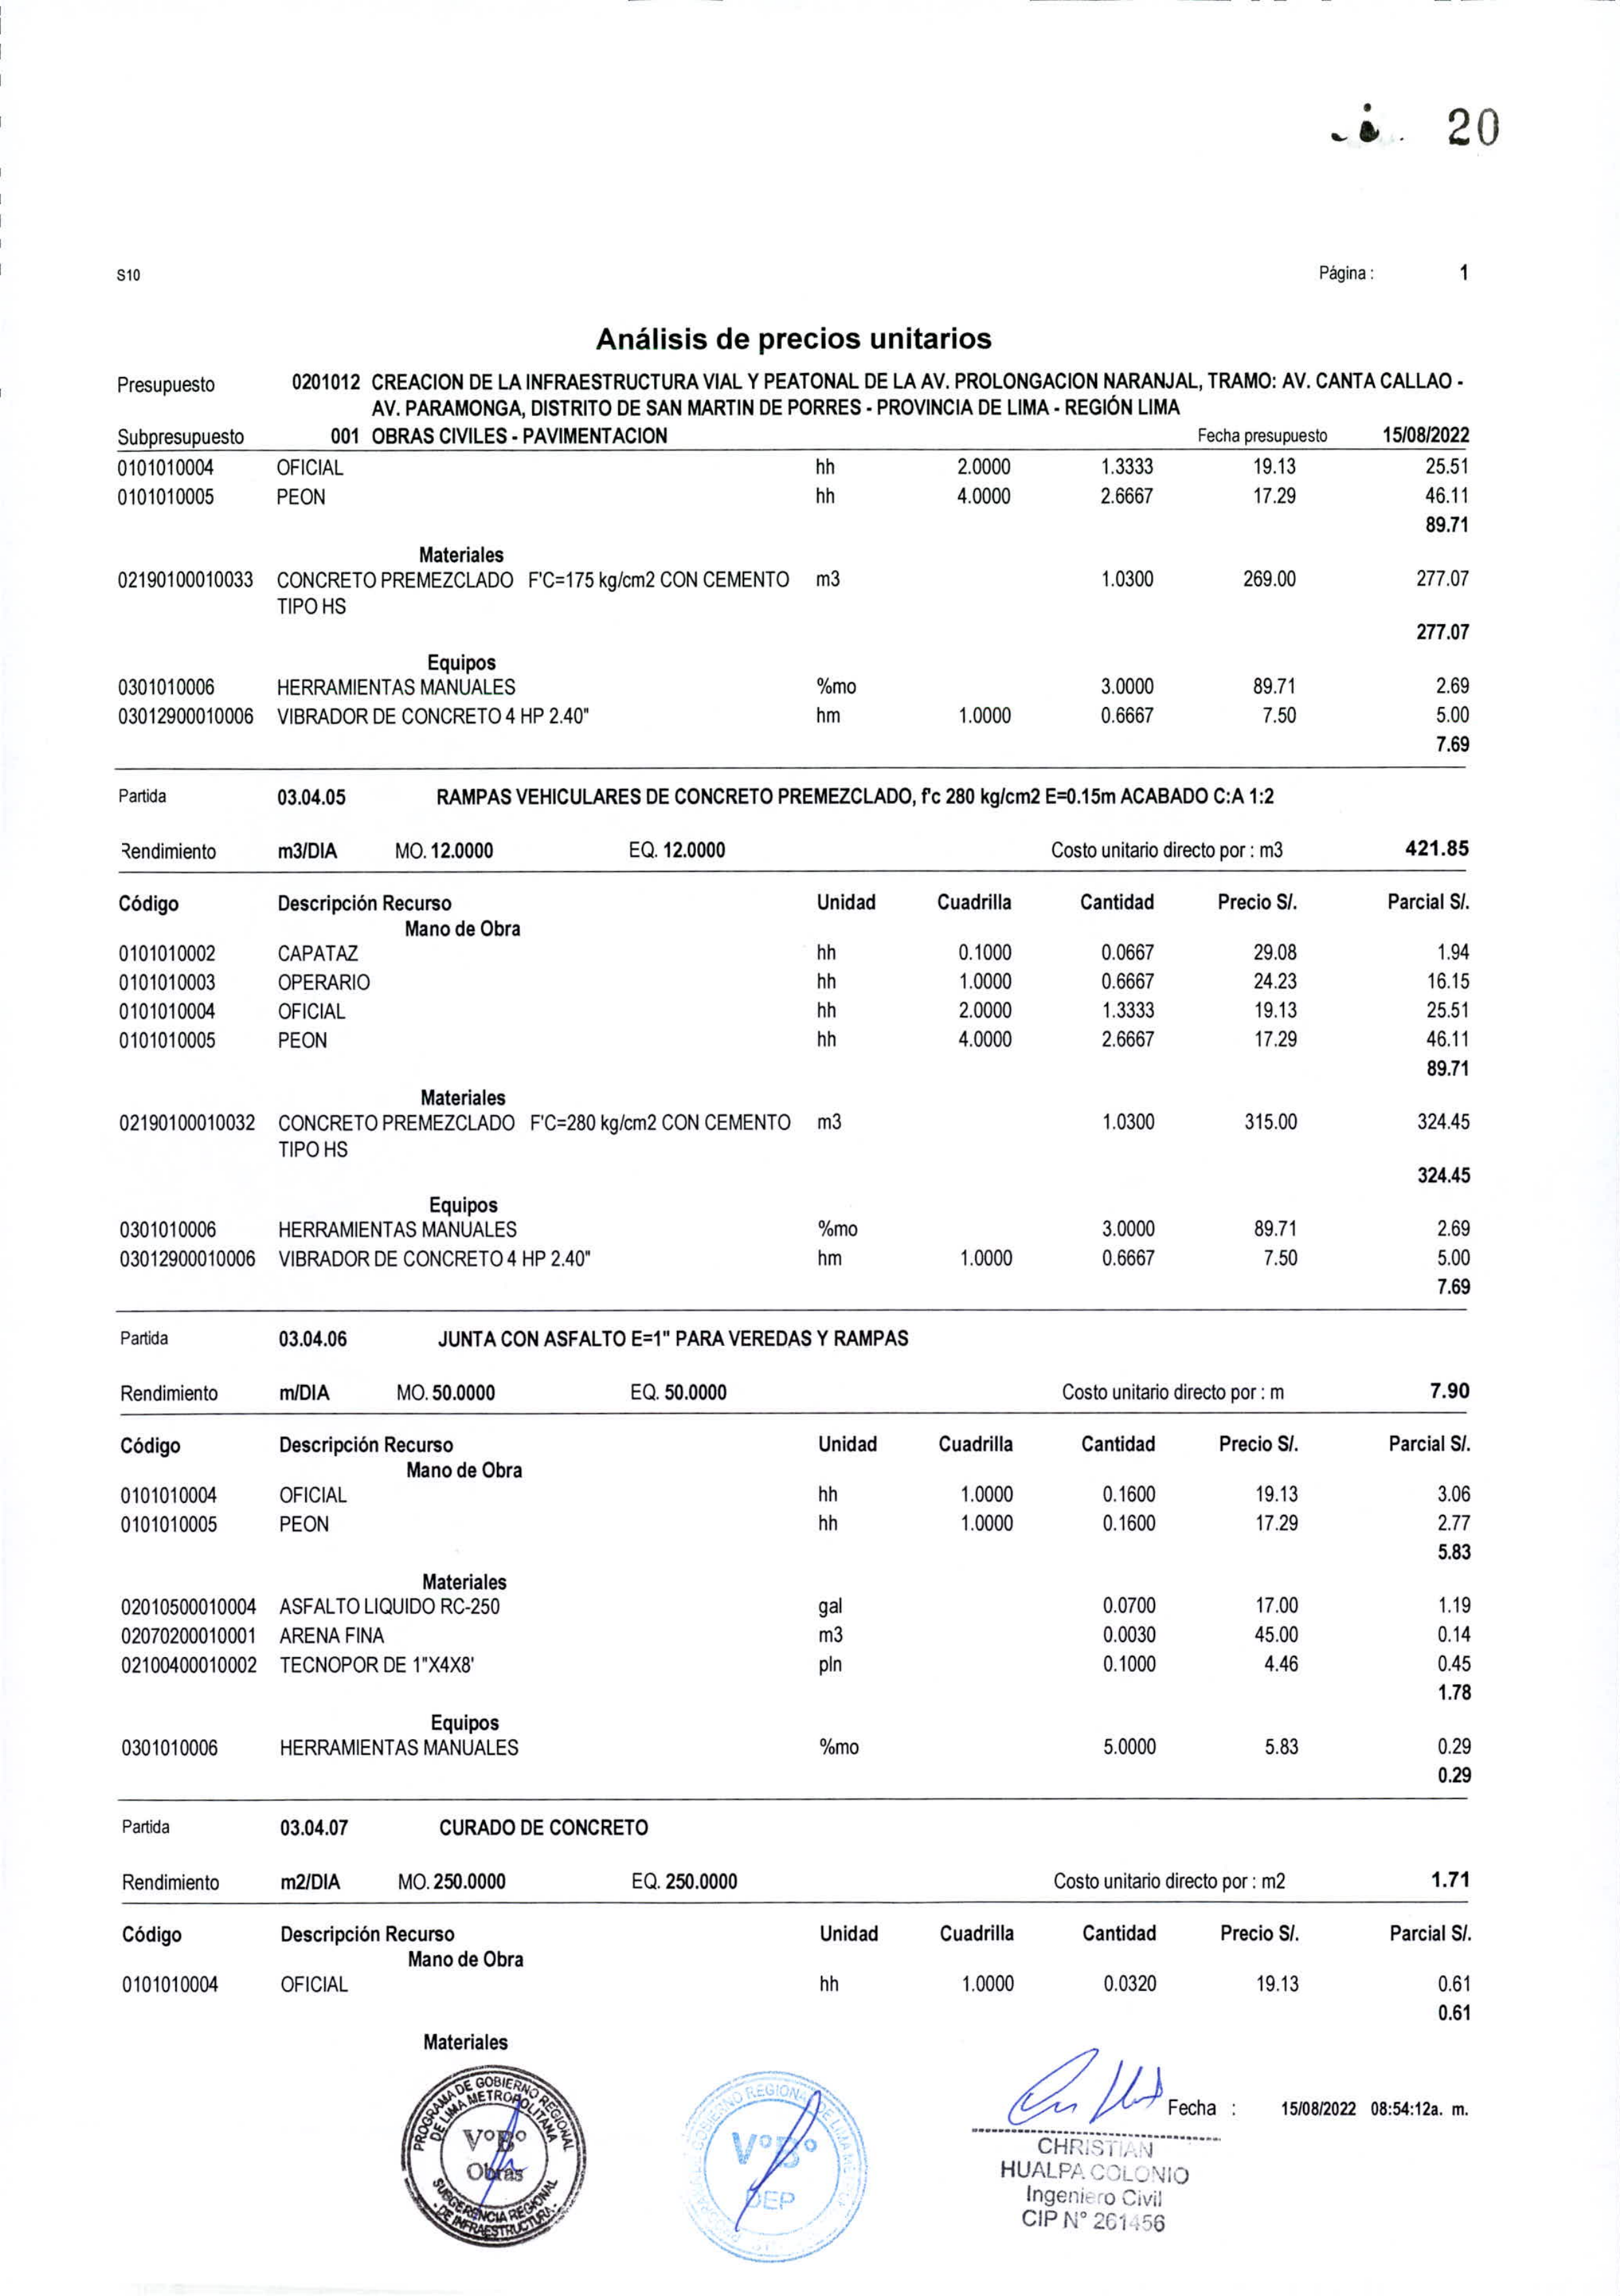 20
S10 Página : 1
Análisis de precios unitarios
Presupuesto 0201012 CREACION DE LA INFRAESTRUCTURA VIAL Y PEATONAL DE LA AV. PROLONGACION NARANJAL, TRAMO: AV. CANTA CALLAO -
AV. PARAMONGA, DISTRITO DE SAN MARTIN DE PORRES - PROVINCIA DE LIMA - REGIÓN LIMA
Subpresupuesto 001 OBRAS CIVILES - PAVIMENTACION Fecha presupuesto 15/08/2022
0101010004 OFICIAL hh 2.0000 1.3333 19.13 25.51
0101010005 PEON hh 4.0000 2.6667 17.29 46.11
89.71
Materiales
02190100010033 CONCRETO PREMEZCLADO F'C=175 kg/cm2 CON CEMENTO m3 1.0300 269.00 277.07
TIPO HS
277.07
Equipos
0301010006 HERRAMIENTAS MANUALES %mo 3.0000 89.71 2.69
03012900010006 VIBRADOR DE CONCRETO 4 HP 2.40" hm 1.0000 0.6667 7.50 5.00
7.69
Partida 03.04.05 RAMPAS VEHICULARES DE CONCRETO PREMEZCLADO, f'c 280 kg/cm2 E=0.15m ACABADO C:A 1:2
Rendimiento m3/DIA MO. 12.0000 EQ. 12.0000 Costo unitario directo por : m3 421.85
Código Descripción Recurso Unidad Cuadrilla Cantidad Precio S/. Parcial S/.
Mano de Obra
0101010002 CAPATAZ hh 0.1000 0.0667 29.08 1.94
0101010003 OPERARIO hh 1.0000 0.6667 24.23 16.15
0101010004 OFICIAL hh 2.0000 1.3333 19.13 25.51
0101010005 PEON hh 4.0000 2.6667 17.29 46.11
89.71
Materiales
02190100010032 CONCRETO PREMEZCLADO F'C=280 kg/cm2 CON CEMENTO m3 1.0300 315.00 324.45
TIPO HS
324.45
Equipos
0301010006 HERRAMIENTAS MANUALES %mo 3.0000 89.71 2.69
03012900010006 VIBRADOR DE CONCRETO 4 HP 2.40" hm 1.0000 0.6667 7.50 5.00
7.69
Partida 03.04.06 JUNTA CON ASFALTO E=1" PARA VEREDAS Y RAMPAS
Rendimiento m/DIA MO. 50.0000 EQ. 50.0000 Costo unitario directo por : m 7.90
Código Descripción Recurso Unidad Cuadrilla Cantidad Precio S/. Parcial S/.
Mano de Obra
0101010004 OFICIAL hh 1.0000 0.1600 19.13 3.06
0101010005 PEON hh 1.0000 0.1600 17.29 2.77
5.83
Materiales
02010500010004 ASFALTO LIQUIDO RC-250 gal 0.0700 17.00 1.19
02070200010001 ARENA FINA m3 0.0030 45.00 0.14
02100400010002 TECNOPOR DE 1"X4X8' pln 0.1000 4.46 0.45
1.78
Equipos
0301010006 HERRAMIENTAS MANUALES %mo 5.0000 5.83 0.29
0.29
Partida 03.04.07 CURADO DE CONCRETO
Rendimiento m2/DIA MO. 250.0000 EQ. 250.0000 Costo unitario directo por : m2 1.71
Código Descripción Recurso Unidad Cuadrilla Cantidad Precio S/. Parcial S/.
Mano de Obra
0101010004 OFICIAL hh 1.0000 0.0320 19.13 0.61
0.61
Materiales
PROGRAMA DE GOBIERNO REGIONAL
DE LIMA METROPOLITANA
V°B°
Obras
SUBGERENCIA REGIONAL
- DE INFRAESTRUCTURA -
GOBIERNO REGIONAL DE LIMA
V°B°
DEP
Fecha : 15/08/2022 08:54:12a. m.
CHRISTIAN
HUALPA COLONIO
Ingeniero Civil
CIP N° 261456